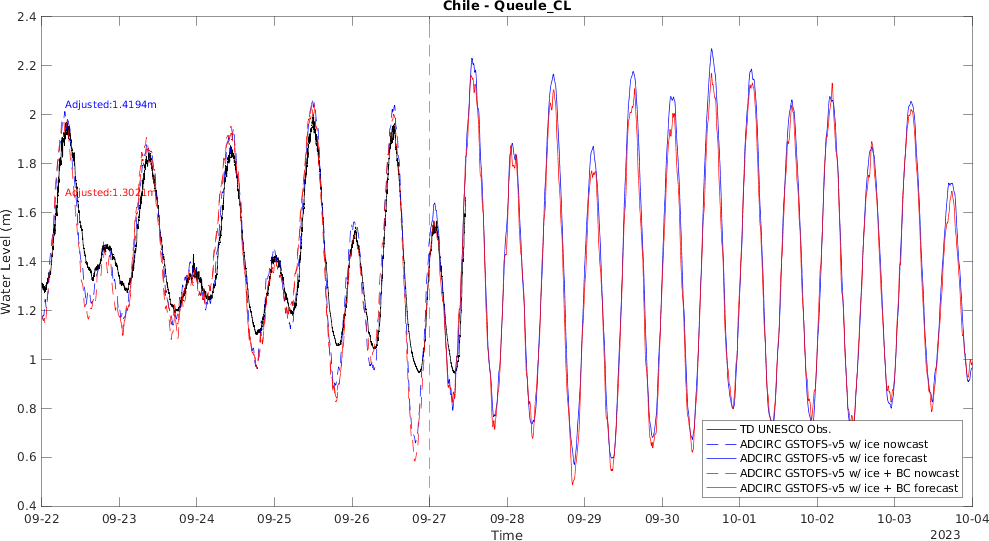 Chile - Queule_CL
2.4
2.2
2
1.8
1.6
1.4
1.2
1
0.8
0.6
0.4
Water Level (m)
Adjusted:1.4194m
Adjusted:1.3021m
TD UNESCO Obs.
ADCIRC GSTOFS-v5 w/ ice nowcast
ADCIRC GSTOFS-v5 w/ ice forecast
ADCIRC GSTOFS-v5 w/ ice + BC nowcast
ADCIRC GSTOFS-v5 w/ ice + BC forecast
09-22 09-23 09-24 09-25 09-26 09-27 09-28 09-29 09-30 10-01 10-02 10-03 10-04
Time
2023